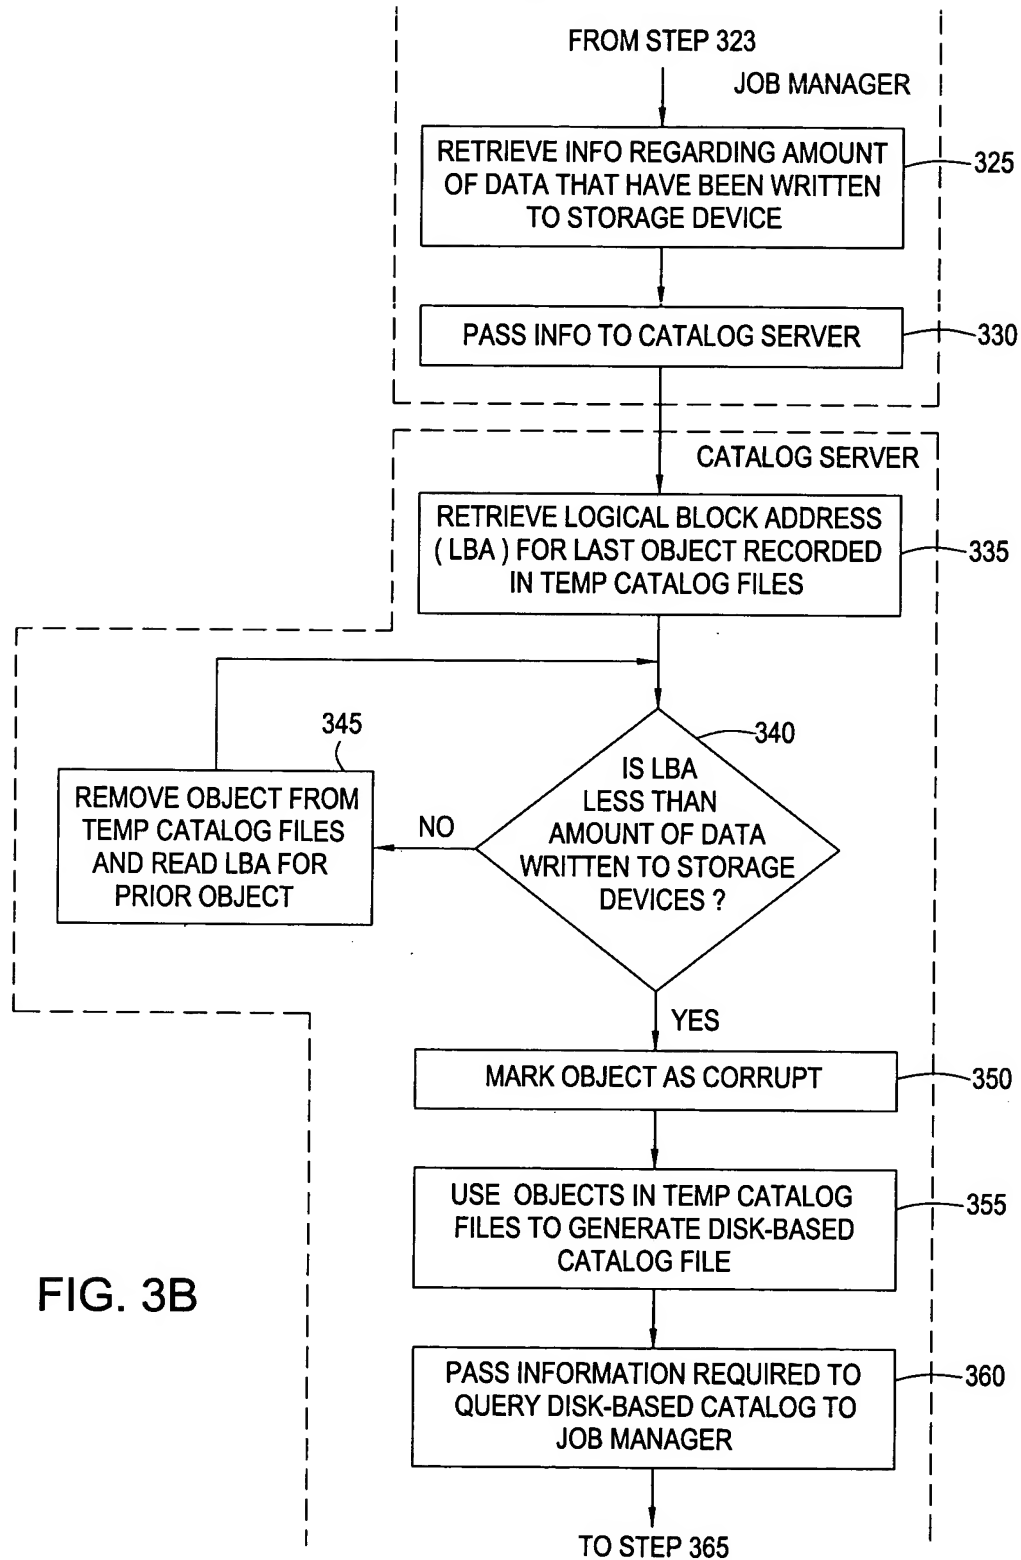 FROM STEP 323
JOB MANAGER
RETRIEVE INFO REGARDING AMOUNT
OF DATA THAT HAVE BEEN WRITTEN
TO STORAGE DEVICE
325
PASS INFO TO CATALOG SERVER
330
CATALOG SERVER
RETRIEVE LOGICAL BLOCK ADDRESS
( LBA ) FOR LAST OBJECT RECORDED
IN TEMP CATALOG FILES
335
345
REMOVE OBJECT FROM
TEMP CATALOG FILES
AND READ LBA FOR
PRIOR OBJECT
NO
340
IS LBA
LESS THAN
AMOUNT OF DATA
WRITTEN TO STORAGE
DEVICES ?
YES
MARK OBJECT AS CORRUPT
350
USE OBJECTS IN TEMP CATALOG
FILES TO GENERATE DISK-BASED
CATALOG FILE
355
FIG. 3B
PASS INFORMATION REQUIRED TO
QUERY DISK-BASED CATALOG TO
JOB MANAGER
360
TO STEP 365